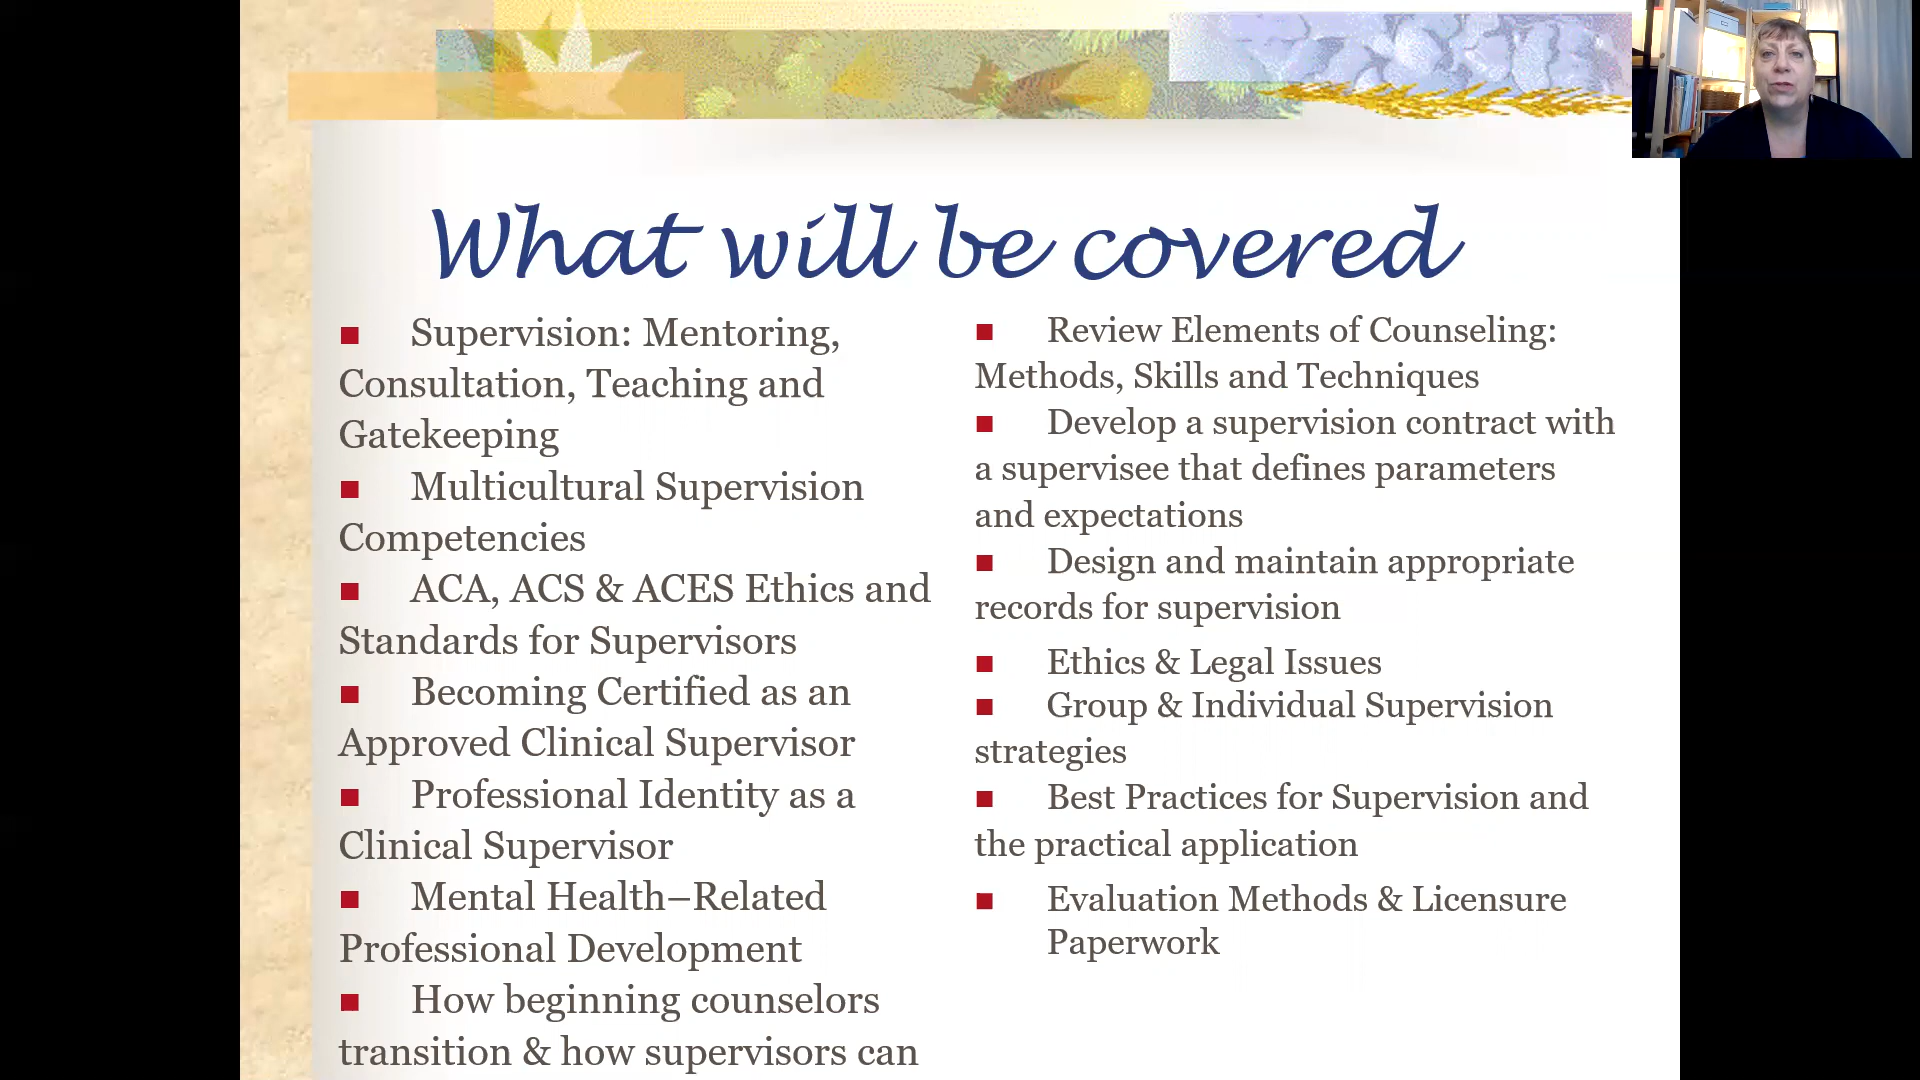 What will be covered
Supervision: Mentoring,
Consultation, Teaching and
Gatekeeping
Multicultural Supervision
Competencies
ACA, ACS & ACES Ethics and
Standards for Supervisors
Becoming Certified as an
Approved Clinical Supervisor
Professional Identity as a
Clinical Supervisor
Mental Health–Related
Professional Development
How beginning counselors
transition & how supervisors can
Review Elements of Counseling:
Methods, Skills and Techniques
Develop a supervision contract with
a supervisee that defines parameters
and expectations
Design and maintain appropriate
records for supervision
Ethics & Legal Issues
Group & Individual Supervision
strategies
Best Practices for Supervision and
the practical application
Evaluation Methods & Licensure
Paperwork